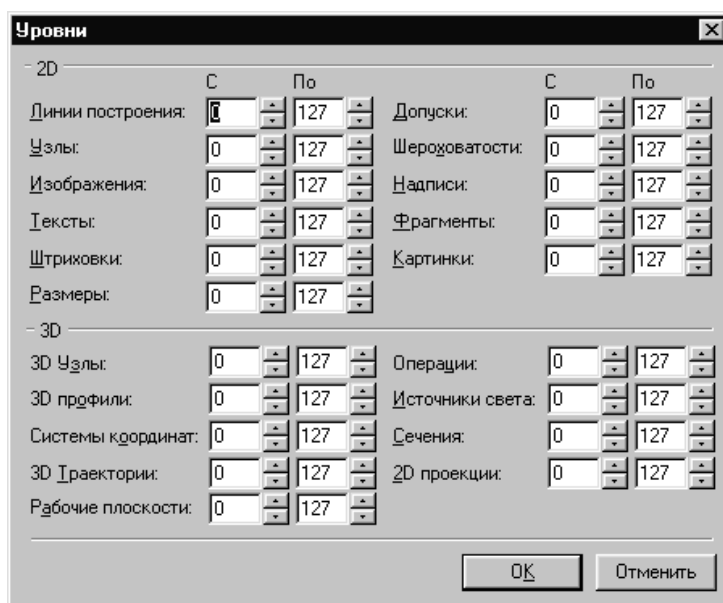 Уровни
2D
С По С По
Линии построения: 0 127 Допуски: 0 127
Узлы: 0 127 Шероховатости: 0 127
Изображения: 0 127 Надписи: 0 127
Тексты: 0 127 Фрагменты: 0 127
Штриховки: 0 127 Картинки: 0 127
Размеры: 0 127
3D
3D Узлы: 0 127 Операции: 0 127
3D профили: 0 127 Источники света: 0 127
Системы координат: 0 127 Сечения: 0 127
3D Траектории: 0 127 2D проекции: 0 127
Рабочие плоскости: 0 127
OK Отменить